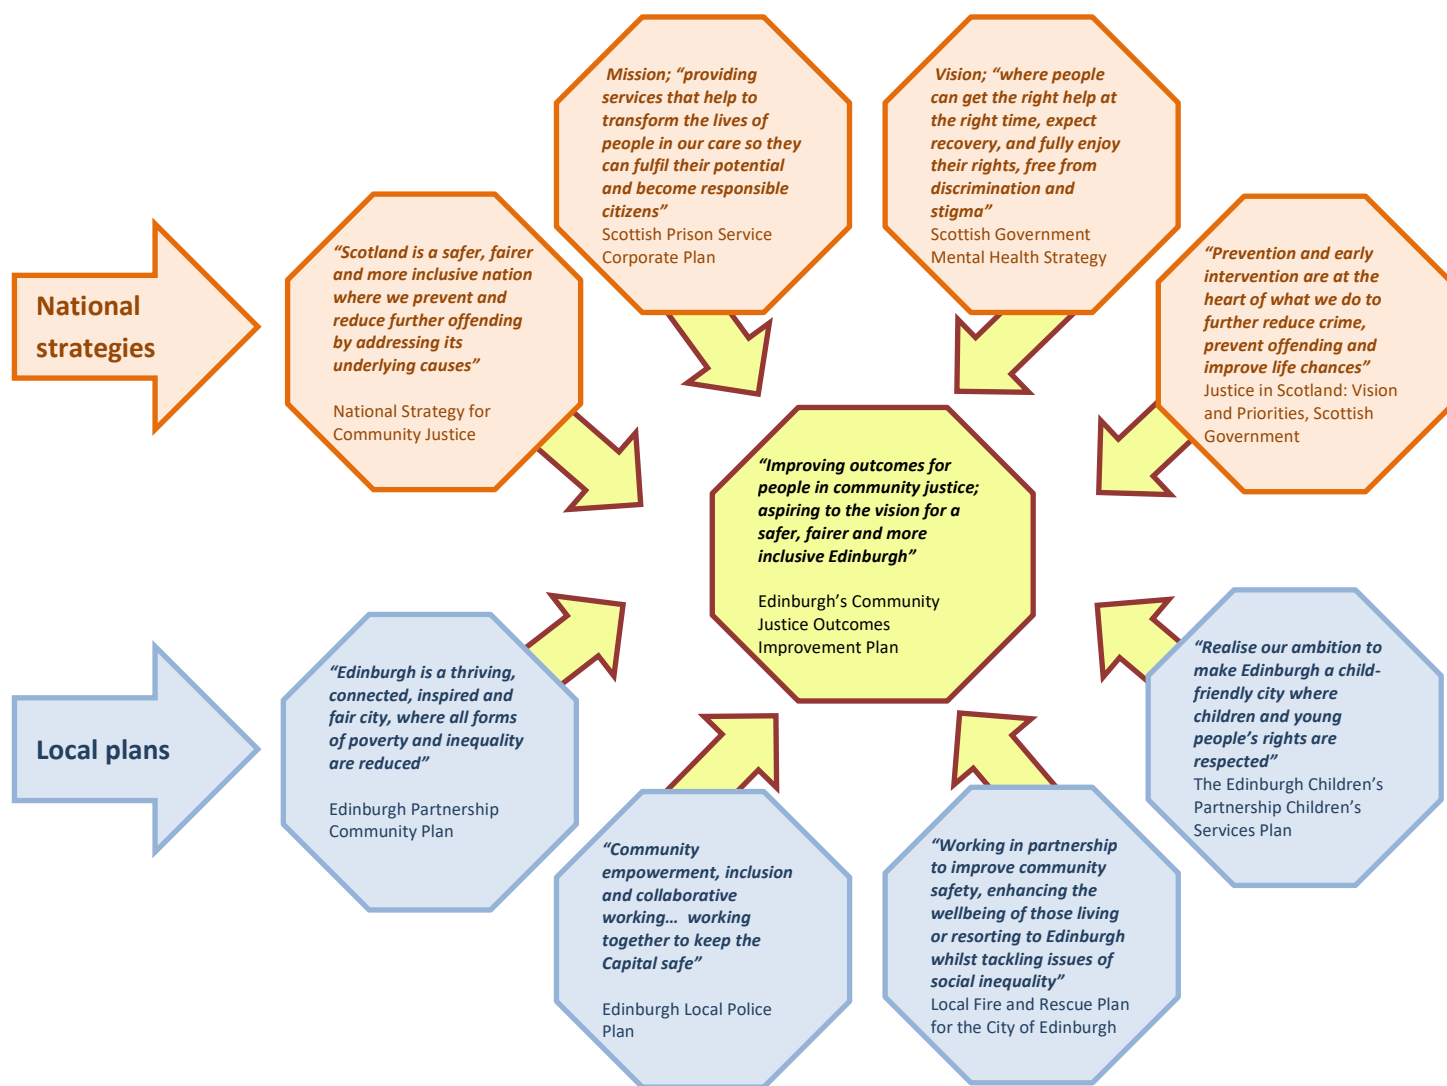 Mission; “providing
services that help to
transform the lives of
people in our care so they
can fulfil their potential
and become responsible
citizens”
Scottish Prison Service
Corporate Plan
Vision; “where people
can get the right help at
the right time, expect
recovery, and fully enjoy
their rights, free from
discrimination and
stigma”
Scottish Government
Mental Health Strategy
National
strategies
“Scotland is a safer, fairer
and more inclusive nation
where we prevent and
reduce further offending
by addressing its
underlying causes”
National Strategy for
Community Justice
“Prevention and early
intervention are at the
heart of what we do to
further reduce crime,
prevent offending and
improve life chances”
Justice in Scotland: Vision
and Priorities, Scottish
Government
“Improving outcomes for
people in community justice;
aspiring to the vision for a
safer, fairer and more
inclusive Edinburgh”
Edinburgh’s Community
Justice Outcomes
Improvement Plan
Local plans
“Edinburgh is a thriving,
connected, inspired and
fair city, where all forms
of poverty and inequality
are reduced”
Edinburgh Partnership
Community Plan
“Community
empowerment, inclusion
and collaborative
working… working
together to keep the
Capital safe”
Edinburgh Local Police
Plan
“Working in partnership
to improve community
safety, enhancing the
wellbeing of those living
or resorting to Edinburgh
whilst tackling issues of
social inequality”
Local Fire and Rescue Plan
for the City of Edinburgh
“Realise our ambition to
make Edinburgh a child-
friendly city where
children and young
people’s rights are
respected”
The Edinburgh Children’s
Partnership Children’s
Services Plan